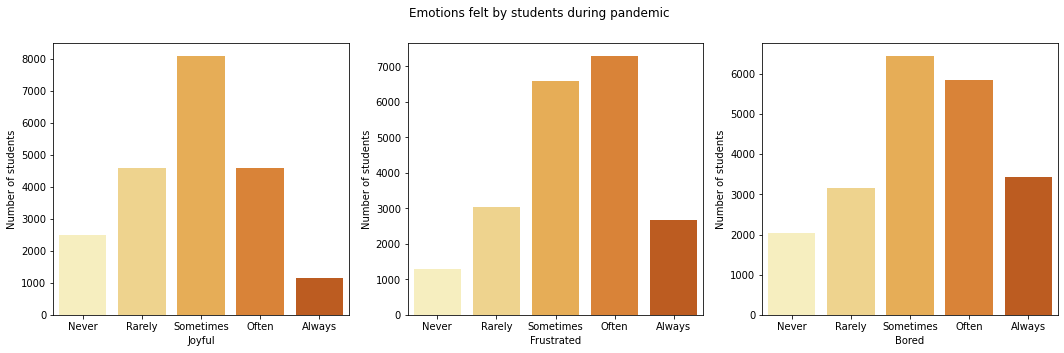 Emotions felt by students during pandemic
Number of students
8000
7000
6000
5000
4000
3000
2000
1000
0
Never Rarely Sometimes Often Always
Joyful
Number of students
7000
6000
5000
4000
3000
2000
1000
0
Never Rarely Sometimes Often Always
Frustrated
Number of students
6000
5000
4000
3000
2000
1000
0
Never Rarely Sometimes Often Always
Bored